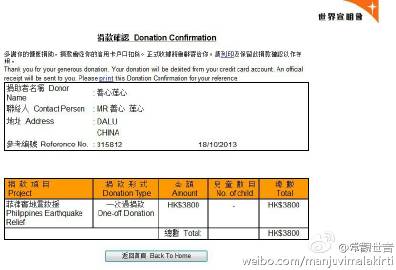 世界宣明會
捐款確認 Donation Confirmation
多謝你的慷慨捐助。捐款會從你的信用卡戶口扣除。正式收據將會郵寄給你。請列印及保留此捐款確認以作參考。
Thank you for your generous donation. Your donation will be debited from your credit card account. An official
receipt will be sent to you. Please print this Donation Confirmation for your reference
捐助者名稱 Donor : 善心蓮心
Name
聯絡人 Contact Person : MR 善心 蓮心
地址 Address : DALU
CHINA
參考編號 Reference No. : 315812 18/10/2013
捐款項目 捐款形式 金額 兒童數目 總數
Project Donation Type Amount No. of child Total
菲律賓地震救援 一次過捐款 HK$3800 - HK$3800
Philippines Earthquake One-off Donation
Relief
總數 Total: HK$3800
返回首頁 Back To Home
@常觀世音
weibo.com/manjuvimalakirti